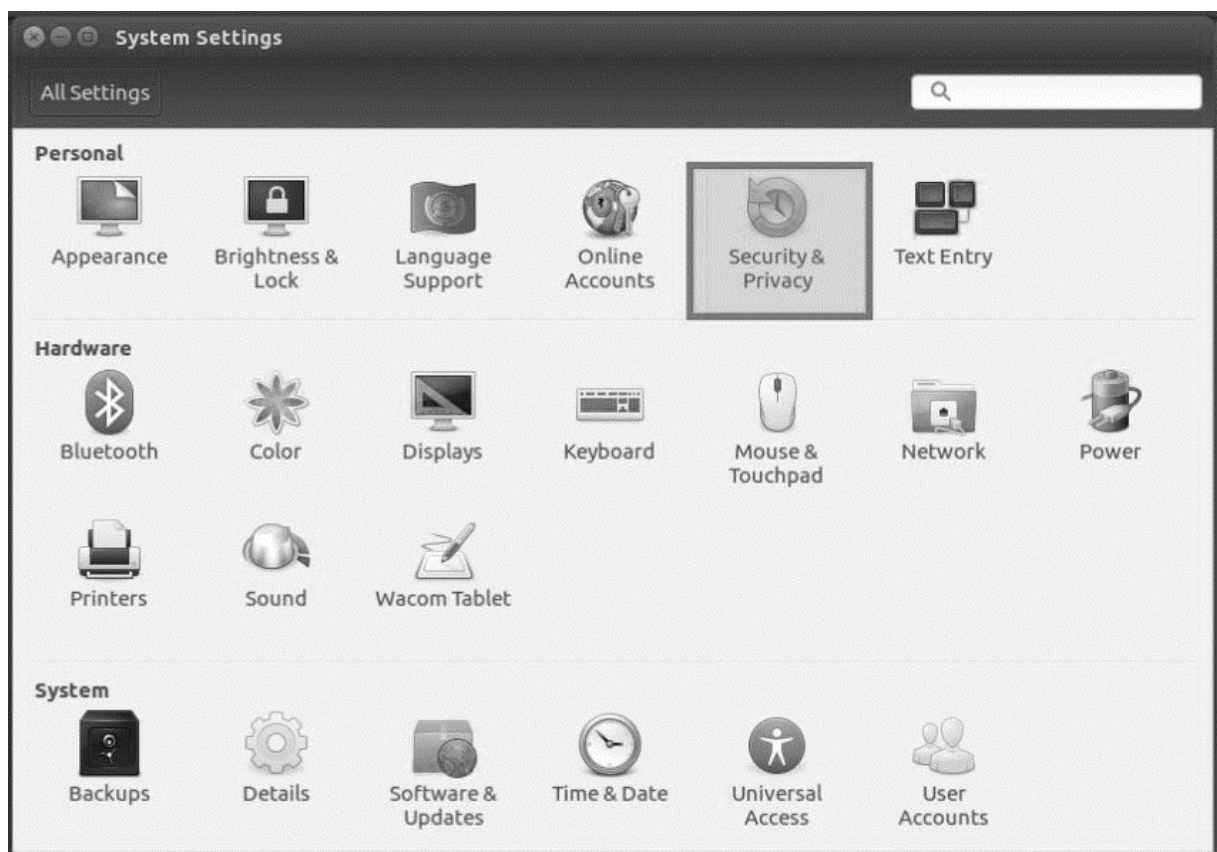 System Settings
All Settings
Personal
Appearance
Brightness &
Lock
Language
Support
Online
Accounts
Security &
Privacy
Text Entry
Hardware
Bluetooth
Color
Displays
Keyboard
Mouse &
Touchpad
Network
Power
Printers
Sound
Wacom Tablet
System
Backups
Details
Software &
Updates
Time & Date
Universal
Access
User
Accounts